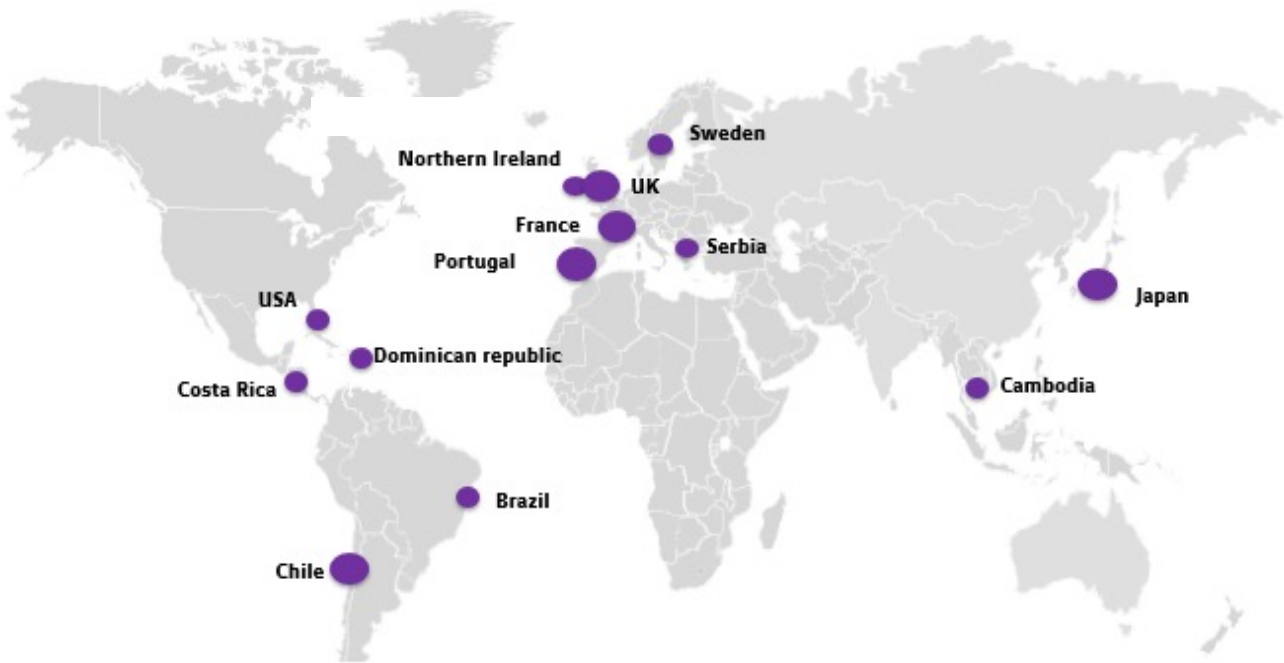 Sweden
Northern Ireland
UK
France
Serbia
Portugal
Japan
USA
Dominican republic
Costa Rica
Cambodia
Brazil
Chile